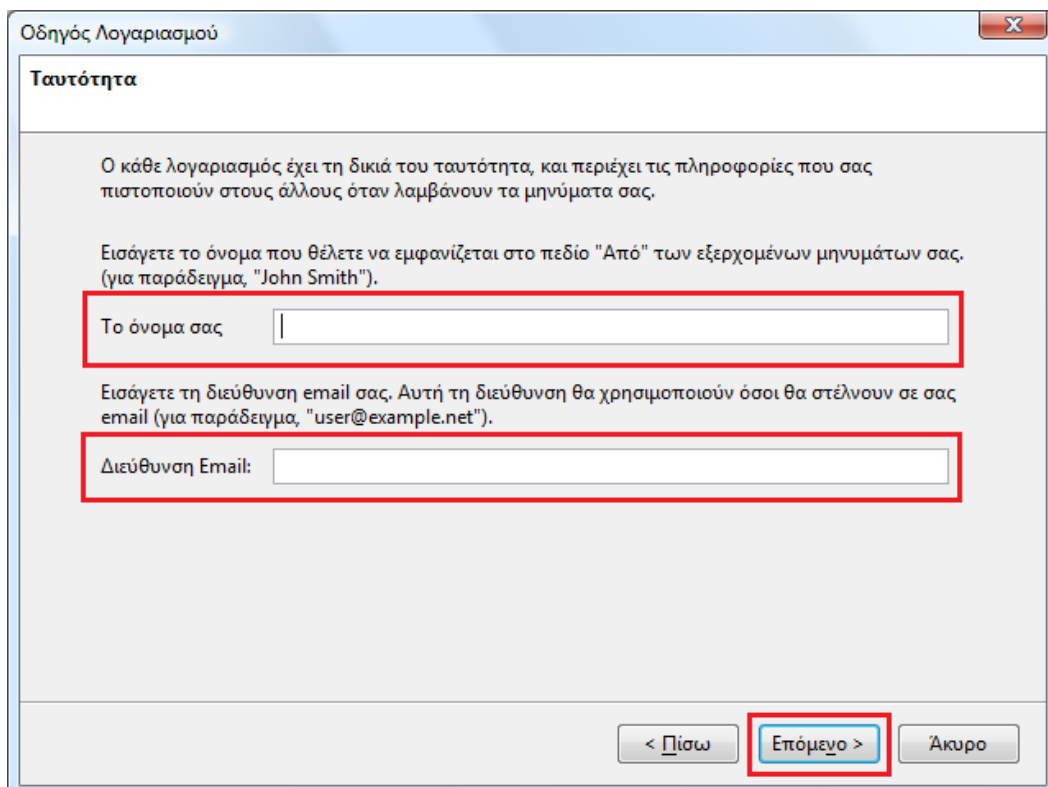 Οδηγός Λογαριασμού
Ταυτότητα
Ο κάθε λογαριασμός έχει τη δικιά του ταυτότητα, και περιέχει τις πληροφορίες που σας
πιστοποιούν στους άλλους όταν λαμβάνουν τα μηνύματα σας.
Εισάγετε το όνομα που θέλετε να εμφανίζεται στο πεδίο "Από" των εξερχομένων μηνυμάτων σας.
(για παράδειγμα, "John Smith").
Το όνομα σας
Εισάγετε τη διεύθυνση email σας. Αυτή τη διεύθυνση θα χρησιμοποιούν όσοι θα στέλνουν σε σας
email (για παράδειγμα, "user@example.net").
Διεύθυνση Email:
< Πίσω Επόμενο > Άκυρο